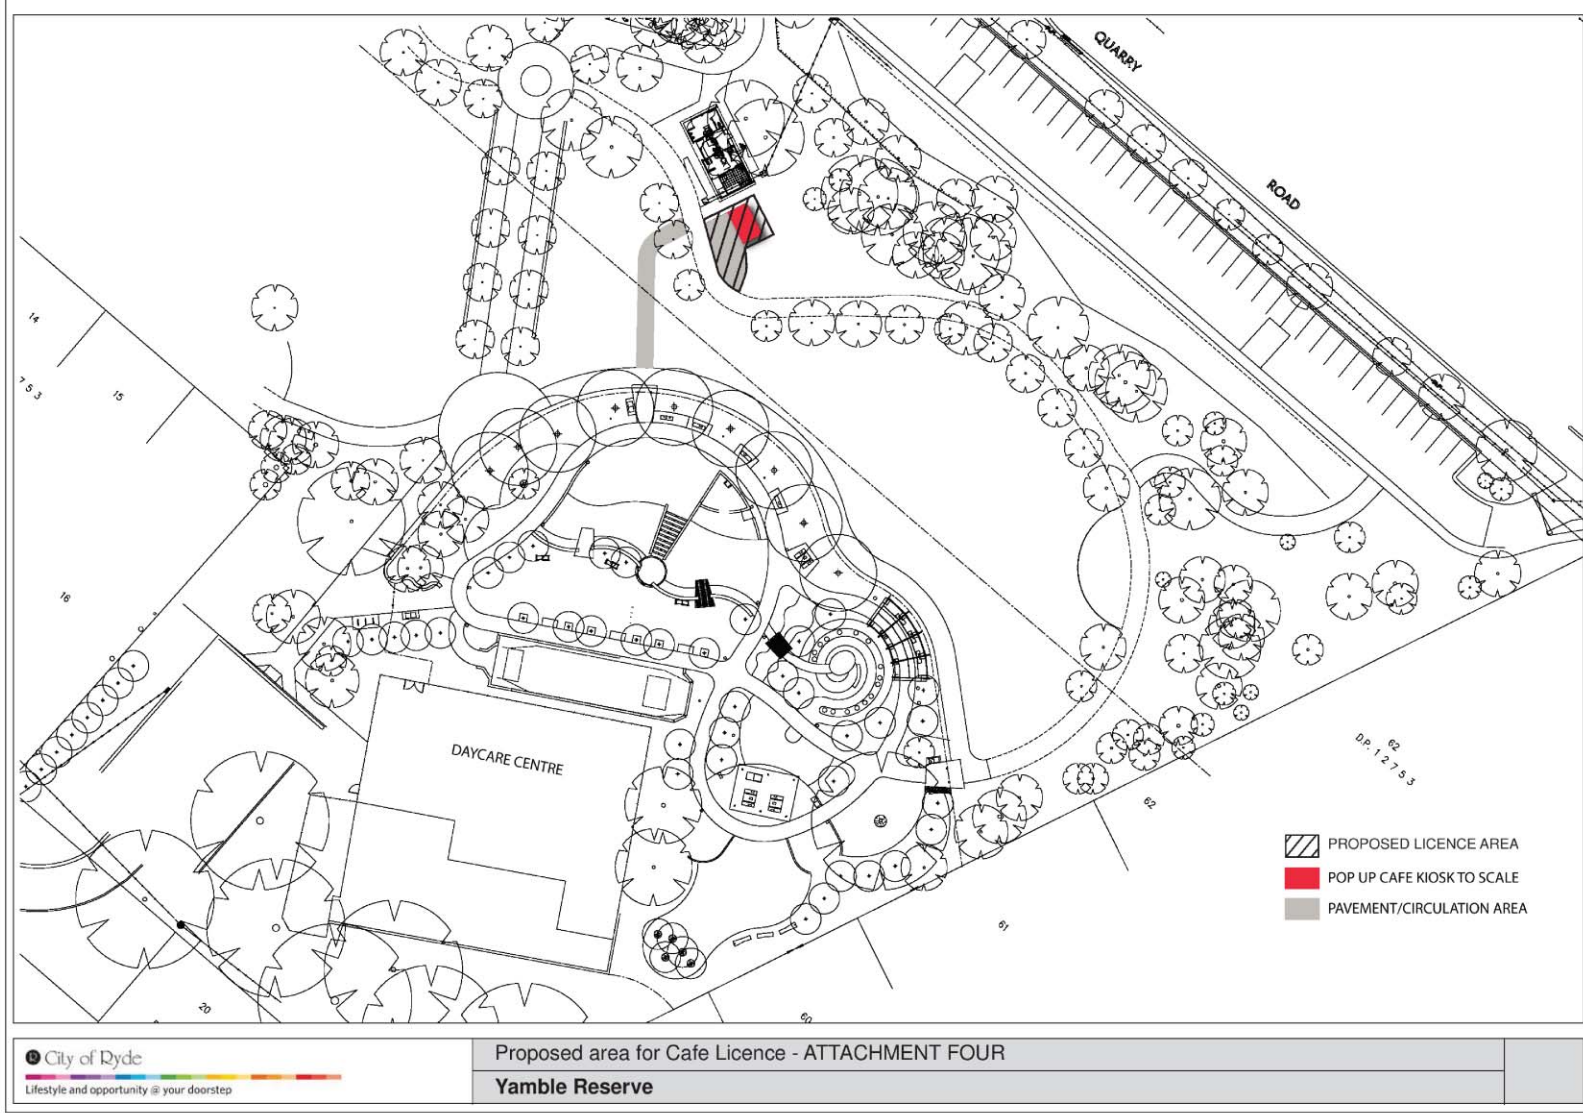 QUARRY
ROAD
14
15
7 5 3
16
DAYCARE CENTRE
62
D.P. 1 2 7 5 3
62
61
60
20
PROPOSED LICENCE AREA
POP UP CAFE KIOSK TO SCALE
PAVEMENT/CIRCULATION AREA
City of Ryde
Lifestyle and opportunity @ your doorstep
Proposed area for Cafe Licence - ATTACHMENT FOUR
Yamble Reserve